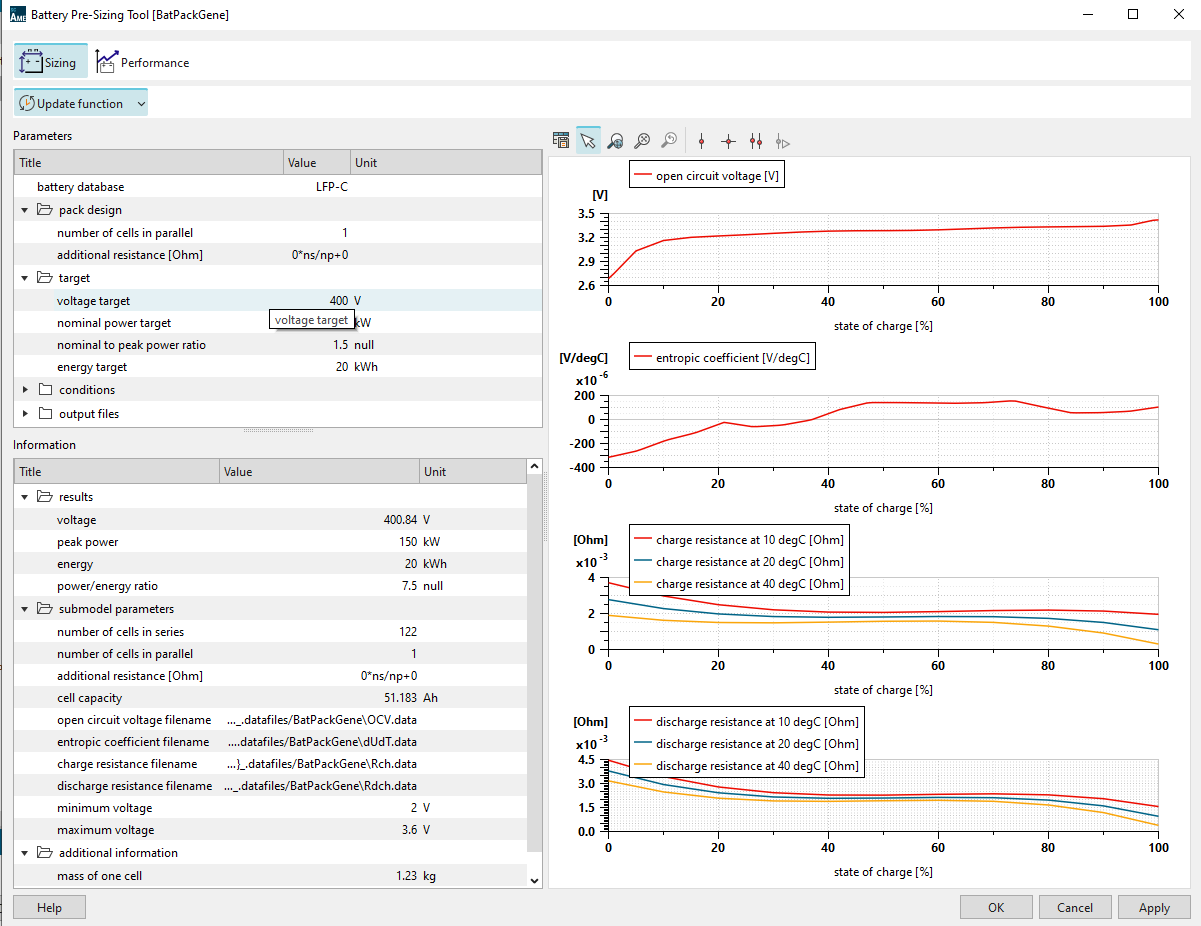 AME Battery Pre-Sizing Tool [BatPackGene]
Sizing Performance
Update function
Parameters
Title Value Unit
battery database LFP-C
pack design
number of cells in parallel 1
additional resistance [Ohm] 0*ns/np+0
target
voltage target 400 V
voltage target
nominal power target kW
nominal to peak power ratio 1.5 null
energy target 20 kWh
conditions
output files
Information
Title Value Unit
results
voltage 400.84 V
peak power 150 kW
energy 20 kWh
power/energy ratio 7.5 null
submodel parameters
number of cells in series 122
number of cells in parallel 1
additional resistance [Ohm] 0*ns/np+0
cell capacity 51.183 Ah
open circuit voltage filename ..._.datafiles/BatPackGene\OCV.data
entropic coefficient filename ....datafiles/BatPackGene\dUdT.data
charge resistance filename ...}_.datafiles/BatPackGene\Rch.data
discharge resistance filename ..._.datafiles/BatPackGene\Rdch.data
minimum voltage 2 V
maximum voltage 3.6 V
additional information
mass of one cell 1.23 kg
open circuit voltage [V]
[V]
3.5
3.2
2.9
2.6
0 20 40 60 80 100
state of charge [%]
entropic coefficient [V/degC]
[V/degC]
x10 -6
200
0
-200
-400
0 20 40 60 80 100
state of charge [%]
charge resistance at 10 degC [Ohm]
charge resistance at 20 degC [Ohm]
charge resistance at 40 degC [Ohm]
[Ohm]
x10 -3
4
2
0
0 20 40 60 80 100
state of charge [%]
discharge resistance at 10 degC [Ohm]
discharge resistance at 20 degC [Ohm]
discharge resistance at 40 degC [Ohm]
[Ohm]
x10 -3
4.5
3.0
1.5
0.0
0 20 40 60 80 100
state of charge [%]
Help OK Cancel Apply